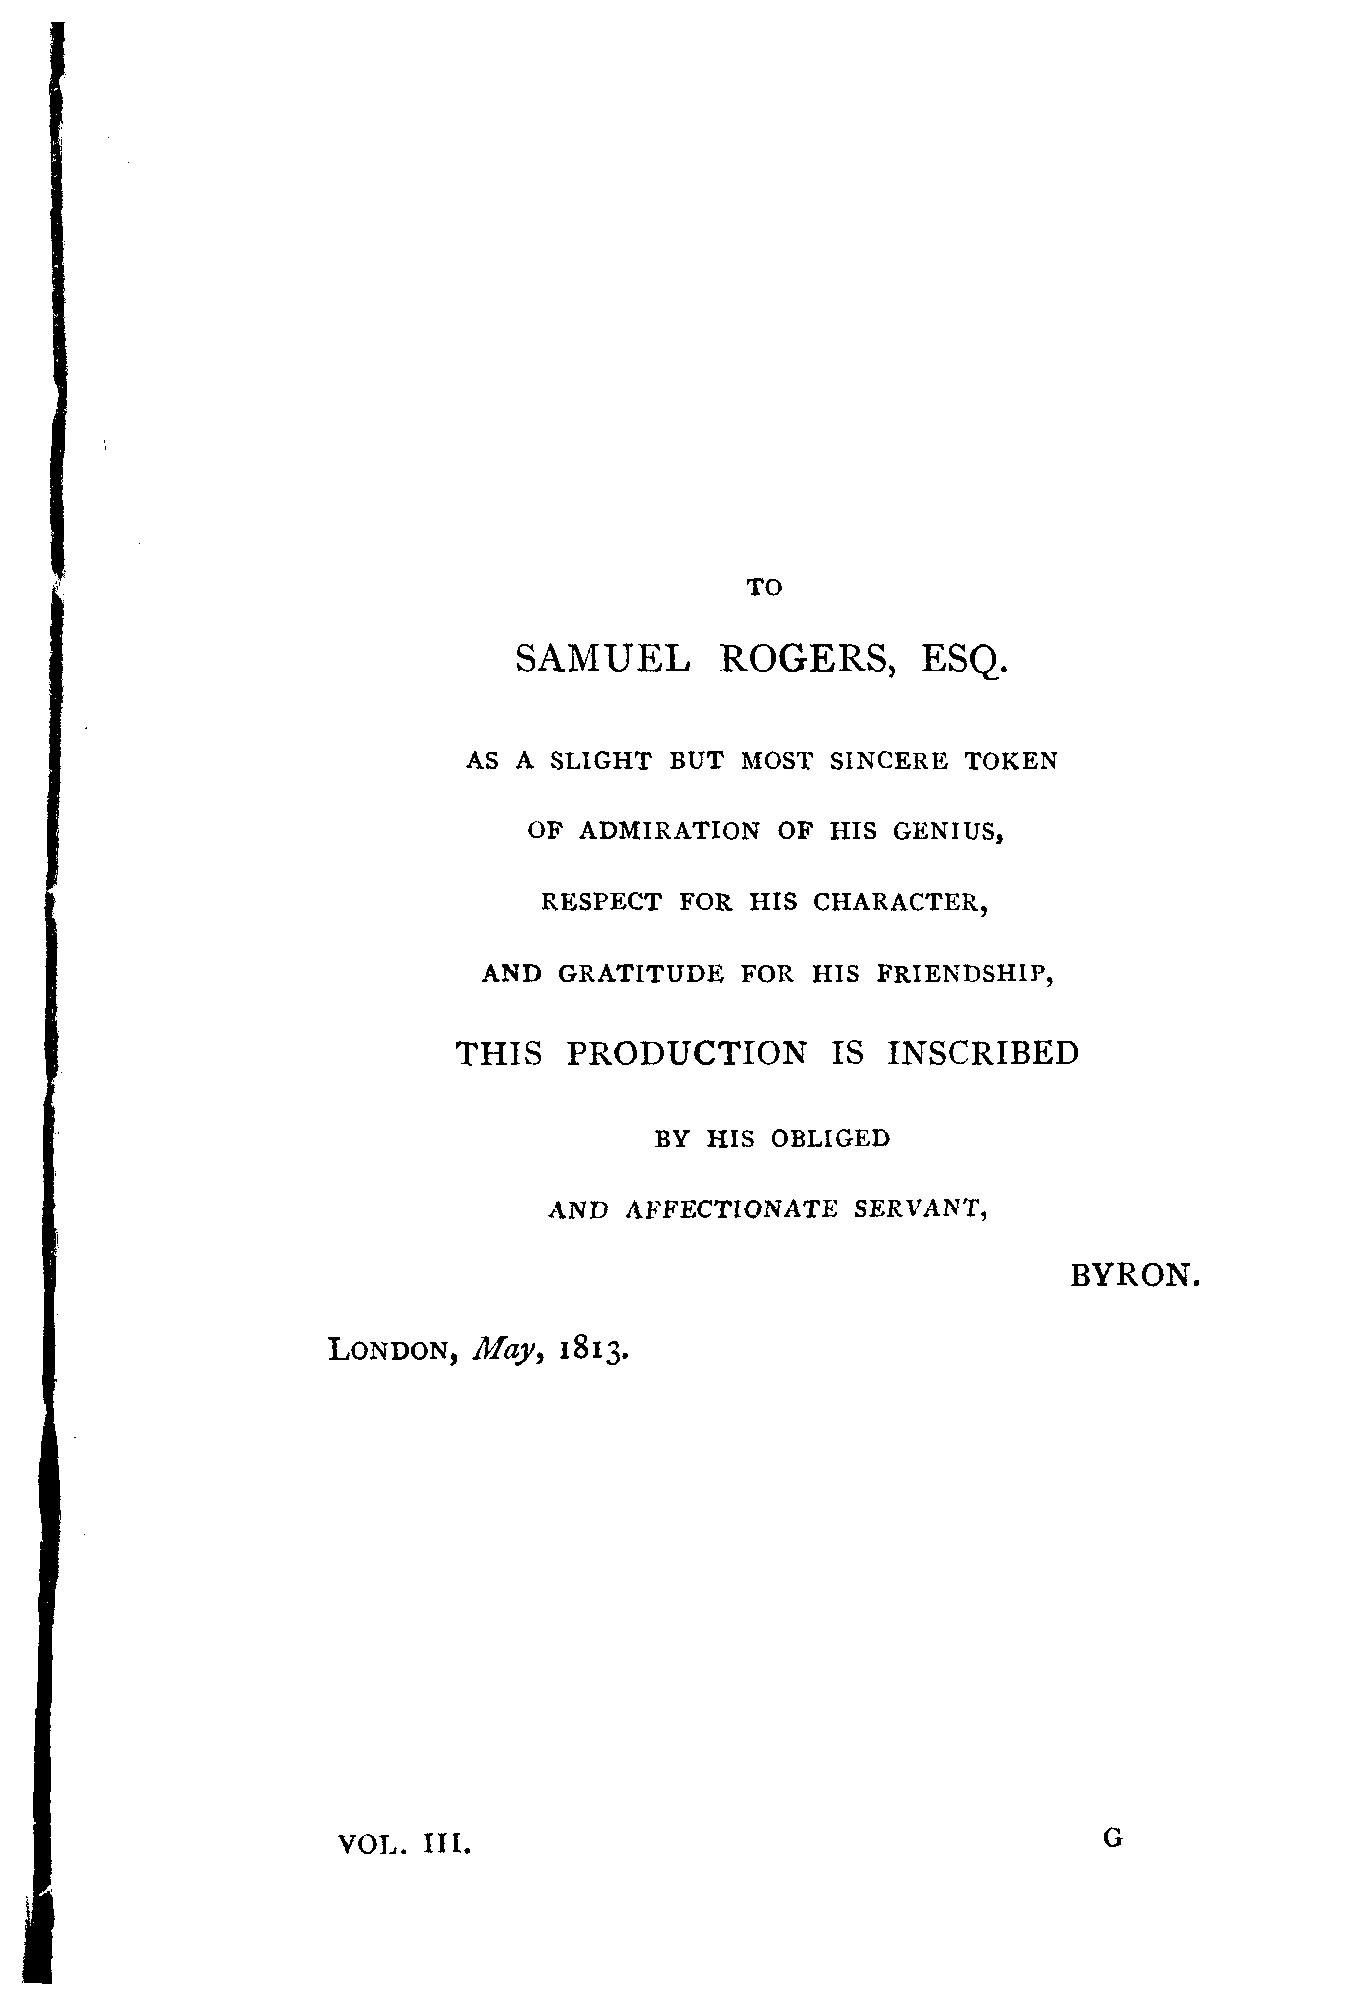 TO
SAMUEL ROGERS, ESQ.
AS A SLIGHT BUT MOST SINCERE TOKEN
OF ADMIRATION OF HIS GENIUS,
RESPECT FOR HIS CHARACTER,
AND GRATITUDE FOR HIS FRIENDSHIP,
THIS PRODUCTION IS INSCRIBED
BY HIS OBLIGED
AND AFFECTIONATE SERVANT,
BYRON.
LONDON, May, 1813.
VOL. III. G